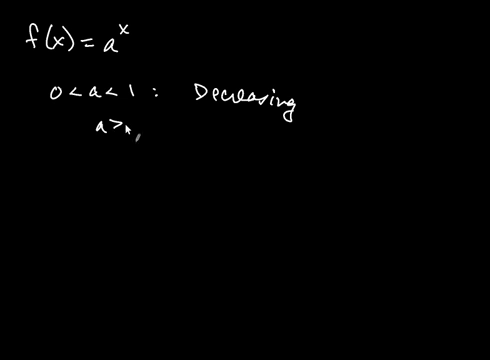 f(x) = a^x
0 < a < 1 : Decreasing
a >